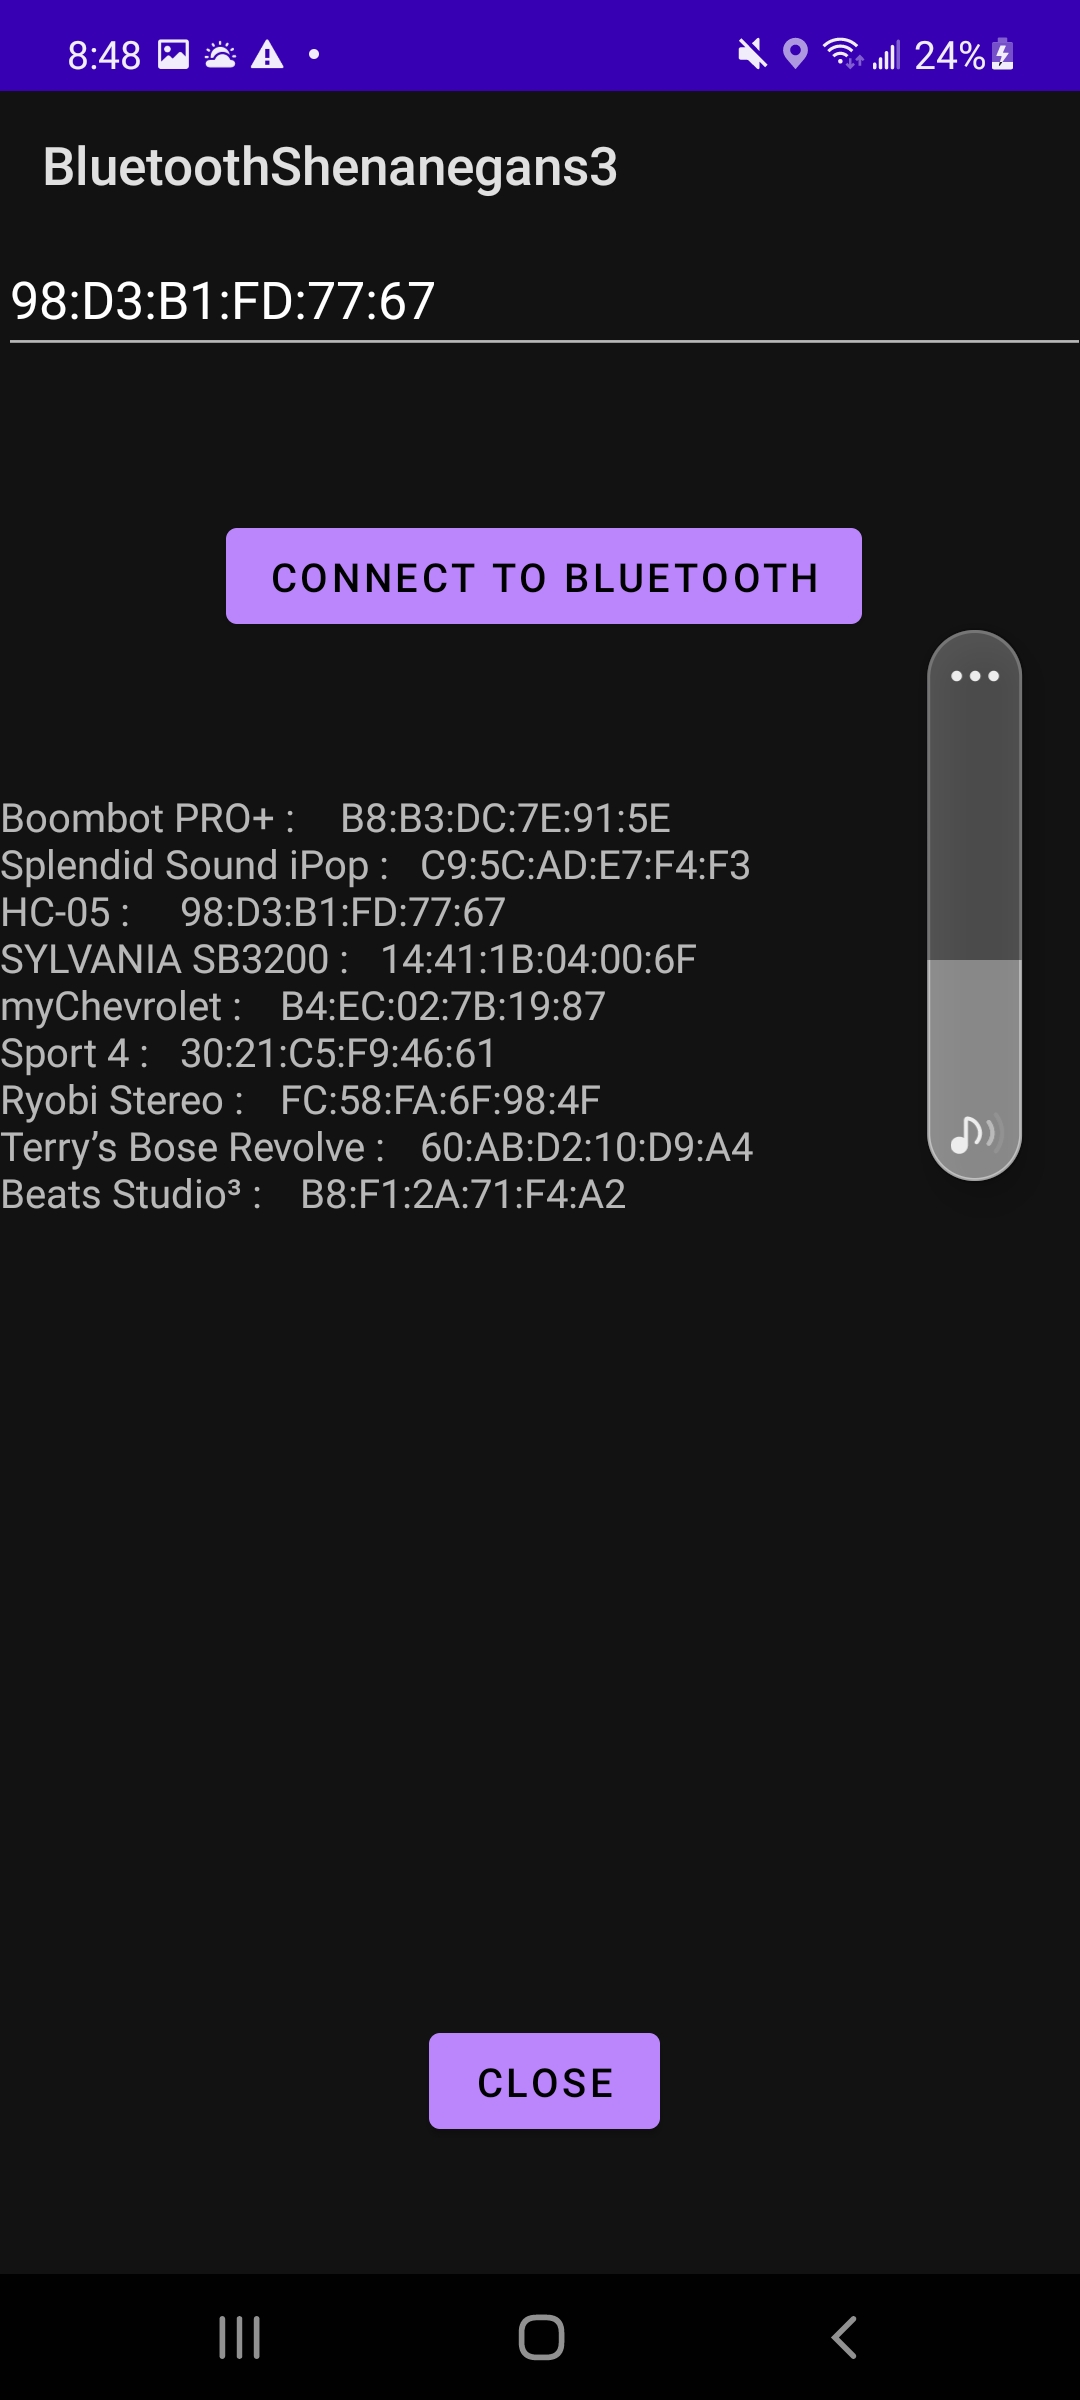 8:48 24%
BluetoothShenanegans3
98:D3:B1:FD:77:67
CONNECT TO BLUETOOTH
Boombot PRO+ : B8:B3:DC:7E:91:5E
Splendid Sound iPop : C9:5C:AD:E7:F4:F3
HC-05 : 98:D3:B1:FD:77:67
SYLVANIA SB3200 : 14:41:1B:04:00:6F
myChevrolet : B4:EC:02:7B:19:87
Sport 4 : 30:21:C5:F9:46:61
Ryobi Stereo : FC:58:FA:6F:98:4F
Terry’s Bose Revolve : 60:AB:D2:10:D9:A4
Beats Studio³ : B8:F1:2A:71:F4:A2
CLOSE